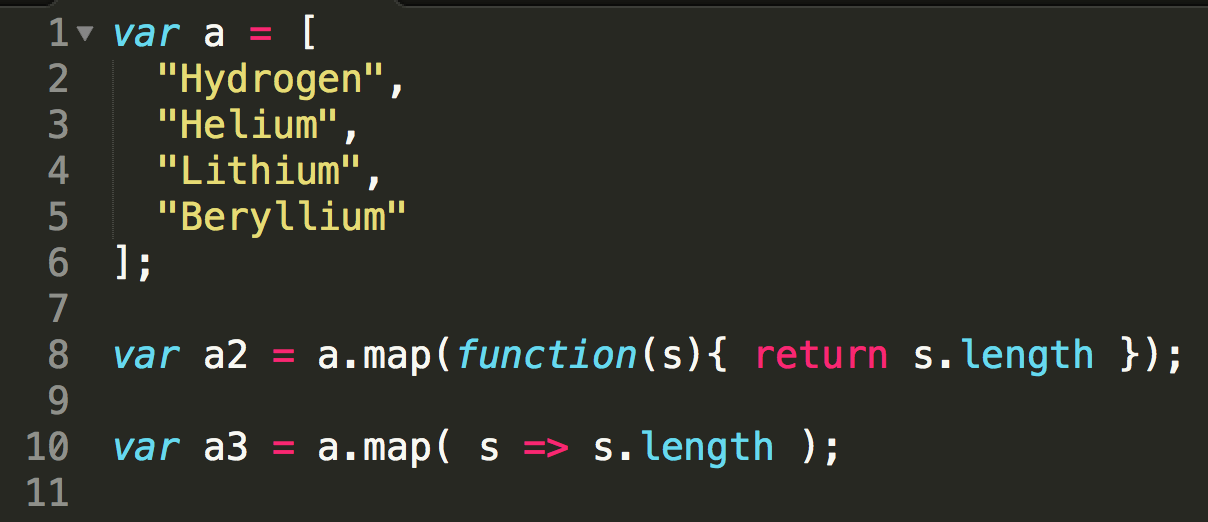 1 var a = [
2   "Hydrogen",
3   "Helium",
4   "Lithium",
5   "Beryllium"
6 ];
7
8 var a2 = a.map(function(s){ return s.length });
9
10 var a3 = a.map( s => s.length );
11